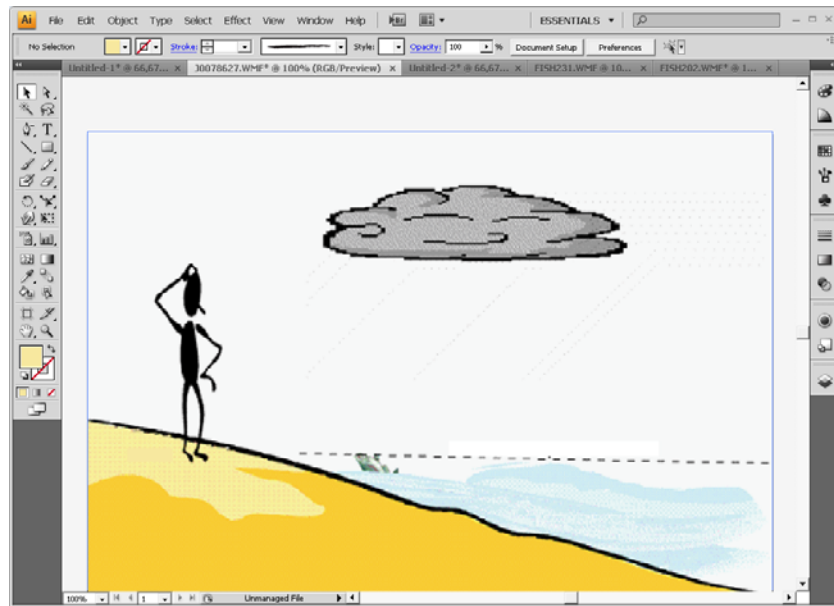 Ai File Edit Object Type Select Effect View Window Help Br ESSENTIALS
No Selection Stroke: Style: Opacity: 100 % Document Setup Preferences
Untitled-1* @ 66,67... × J0078627.WMF* @ 100% (RGB/Preview) × Untitled-2* @ 66,67... × FISH231.WMF @ 10... × FISH202.WMF* @ 1... ×
T
100% 1 Unmanaged File